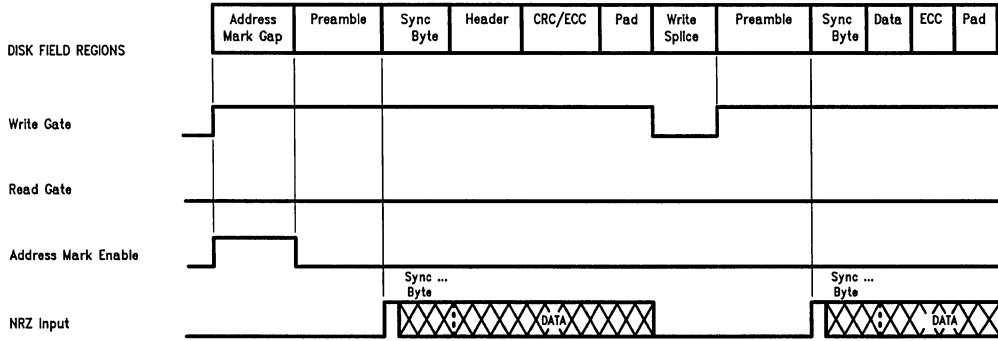 Address Mark Gap
Preamble
Sync Byte
Header
CRC/ECC
Pad
Write Splice
Preamble
Sync Byte
Data
ECC
Pad
DISK FIELD REGIONS
Write Gate
Read Gate
Address Mark Enable
Sync ...
Byte
Sync ...
Byte
NRZ Input
DATA
DATA